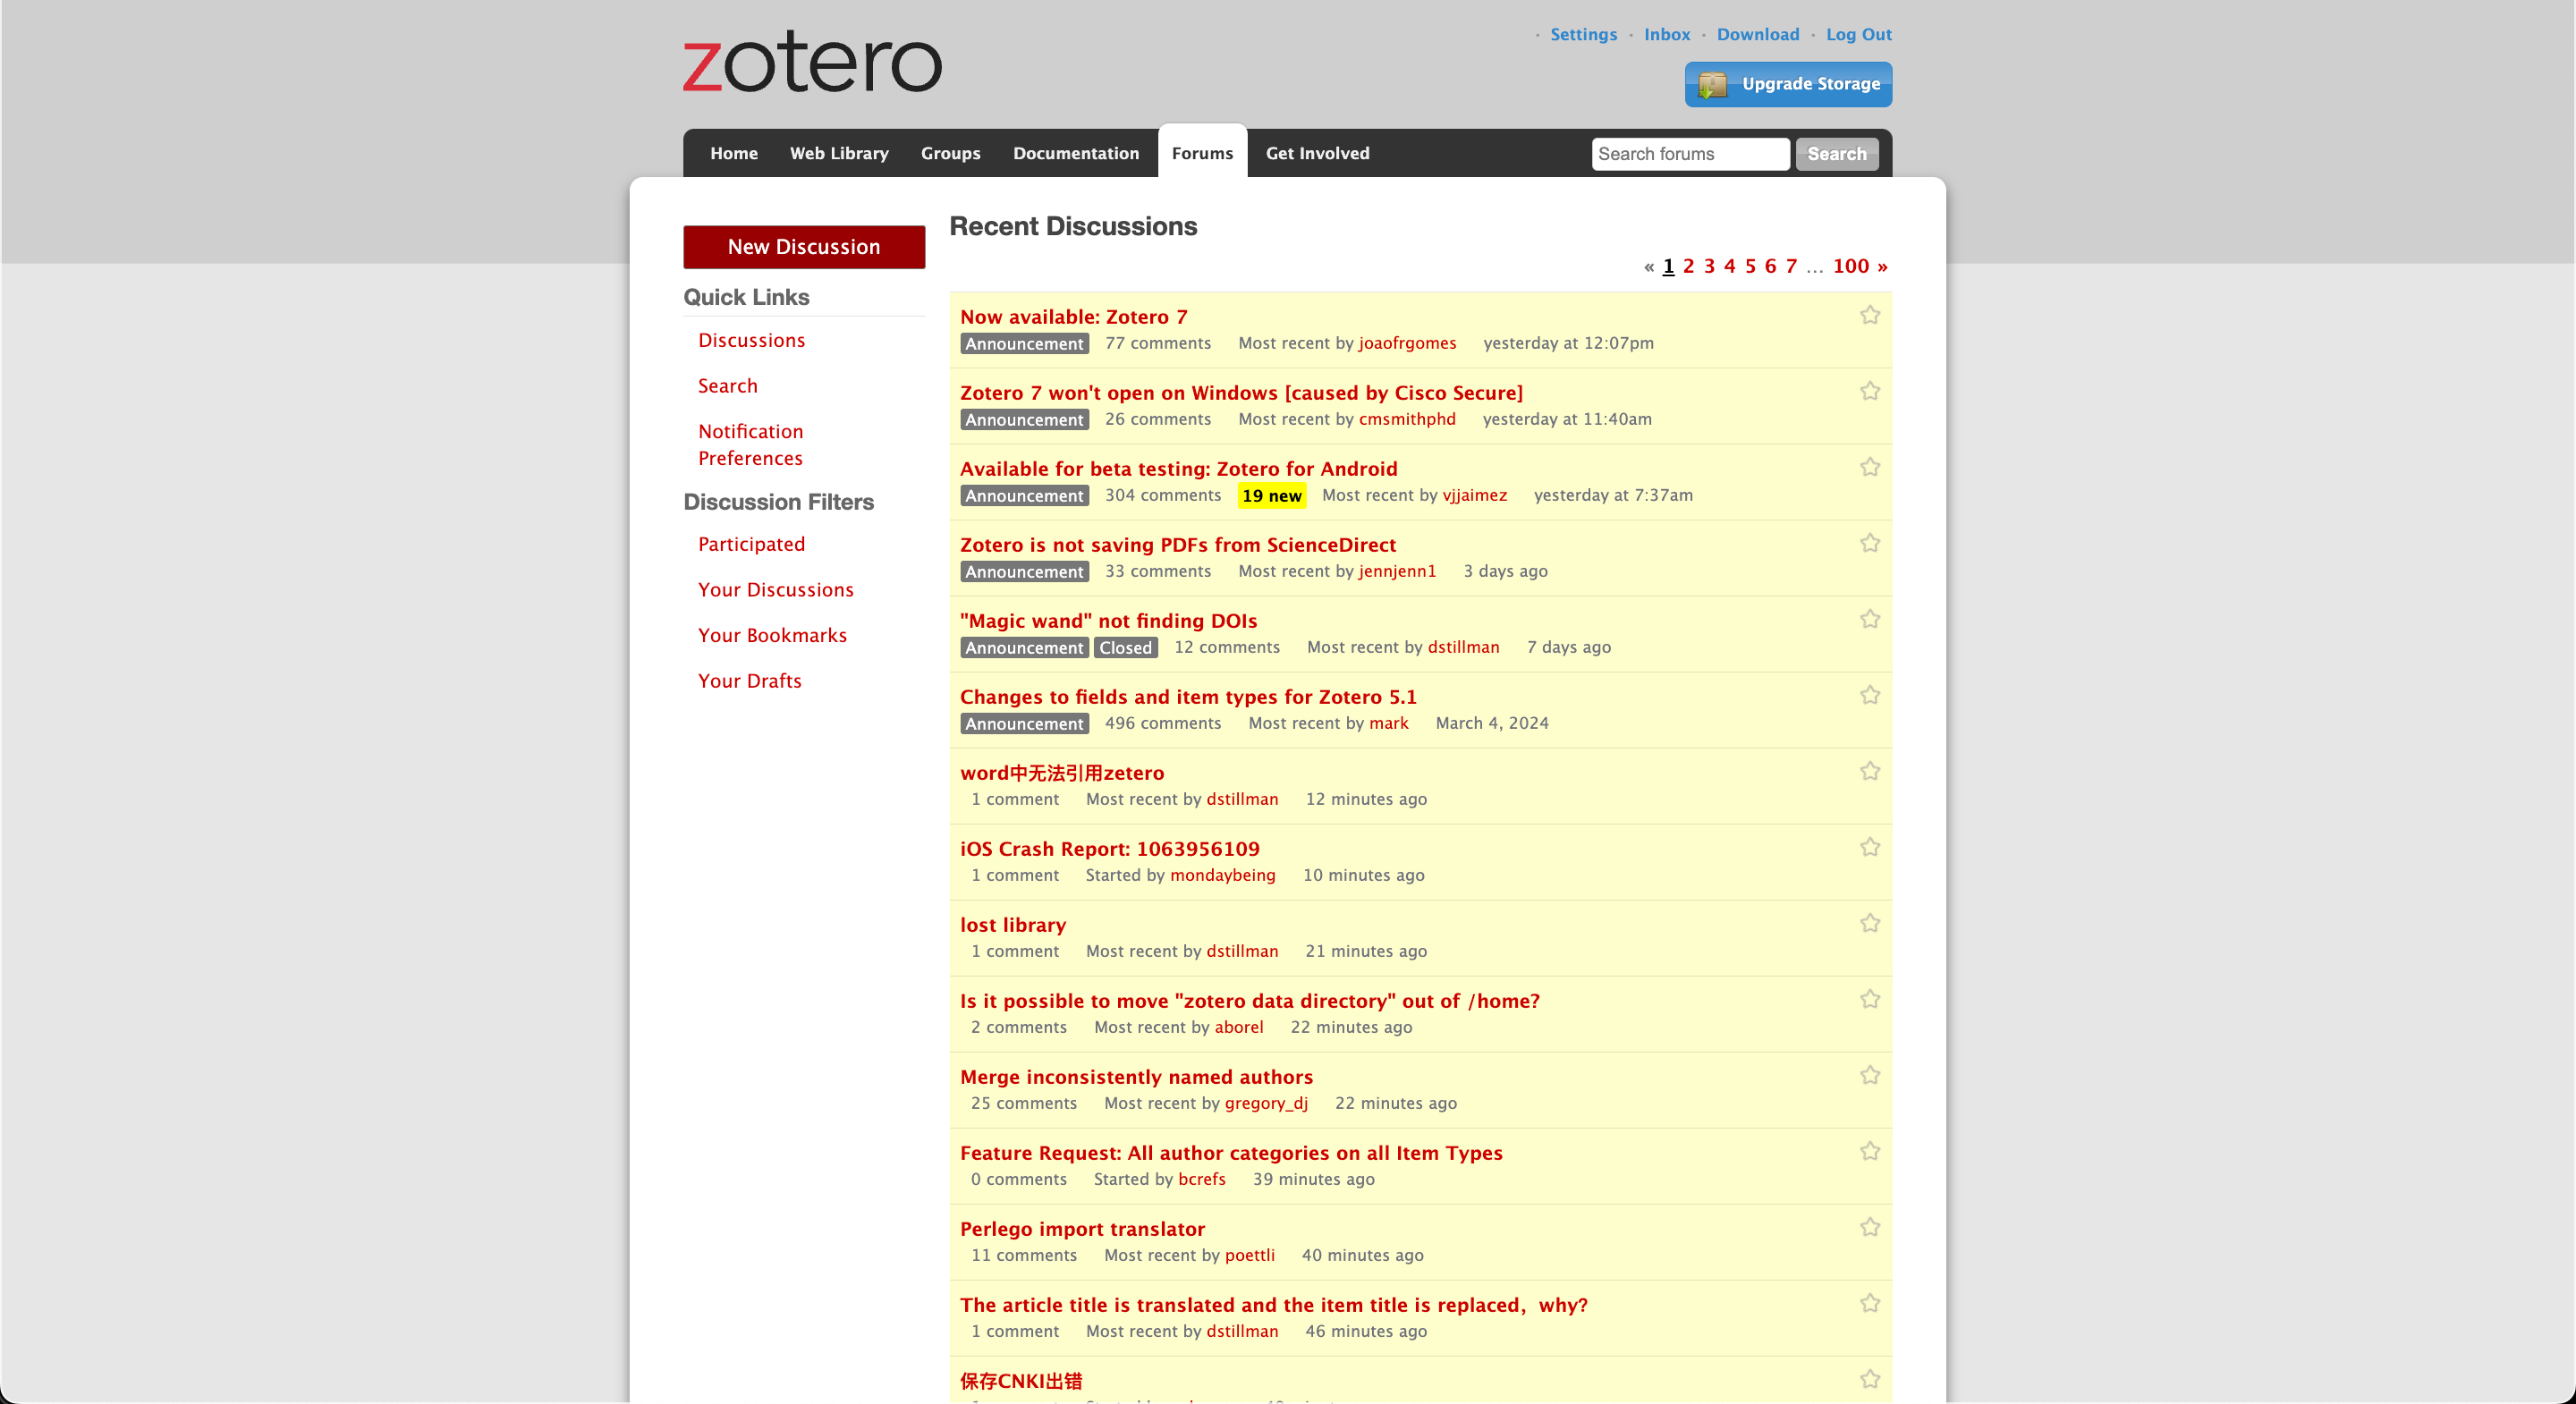 zotero
· Settings · Inbox · Download · Log Out
Upgrade Storage
Home Web Library Groups Documentation Forums Get Involved Search forums Search
New Discussion
Quick Links
Discussions
Search
Notification
Preferences
Discussion Filters
Participated
Your Discussions
Your Bookmarks
Your Drafts
Recent Discussions
« 1 2 3 4 5 6 7 … 100 »
Now available: Zotero 7
Announcement 77 comments Most recent by joaofrgomes yesterday at 12:07pm
Zotero 7 won't open on Windows [caused by Cisco Secure]
Announcement 26 comments Most recent by cmsmithphd yesterday at 11:40am
Available for beta testing: Zotero for Android
Announcement 304 comments 19 new Most recent by vjjaimez yesterday at 7:37am
Zotero is not saving PDFs from ScienceDirect
Announcement 33 comments Most recent by jennjenn1 3 days ago
"Magic wand" not finding DOIs
Announcement Closed 12 comments Most recent by dstillman 7 days ago
Changes to fields and item types for Zotero 5.1
Announcement 496 comments Most recent by mark March 4, 2024
word中无法引用zetero
1 comment Most recent by dstillman 12 minutes ago
iOS Crash Report: 1063956109
1 comment Started by mondaybeing 10 minutes ago
lost library
1 comment Most recent by dstillman 21 minutes ago
Is it possible to move "zotero data directory" out of /home?
2 comments Most recent by aborel 22 minutes ago
Merge inconsistently named authors
25 comments Most recent by gregory_dj 22 minutes ago
Feature Request: All author categories on all Item Types
0 comments Started by bcrefs 39 minutes ago
Perlego import translator
11 comments Most recent by poettli 40 minutes ago
The article title is translated and the item title is replaced，why?
1 comment Most recent by dstillman 46 minutes ago
保存CNKI出错